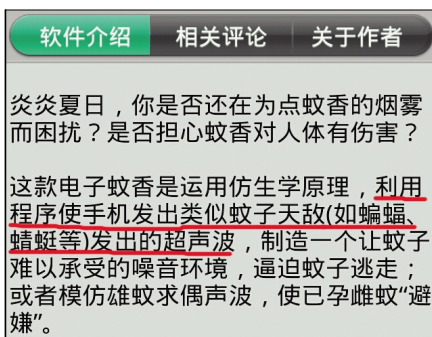 软件介绍 相关评论 关于作者
炎炎夏日，你是否还在为点蚊香的烟雾
而困扰？是否担心蚊香对人体有伤害？
这款电子蚊香是运用仿生学原理，利用
程序使手机发出类似蚊子天敌(如蝙蝠、
蜻蜓等)发出的超声波，制造一个让蚊子
难以承受的噪音环境，逼迫蚊子逃走；
或者模仿雄蚊求偶声波，使已孕雌蚊“避
嫌”。